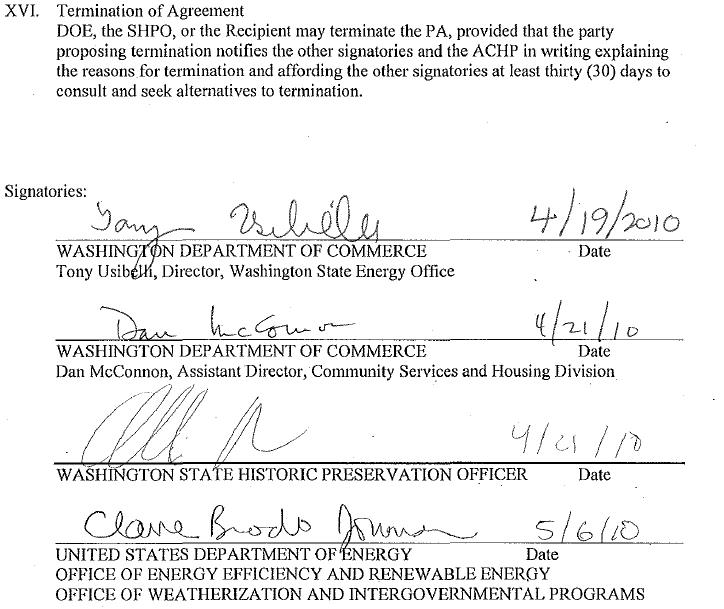 XVI. Termination of Agreement
DOE, the SHPO, or the Recipient may terminate the PA, provided that the party
proposing termination notifies the other signatories and the ACHP in writing explaining
the reasons for termination and affording the other signatories at least thirty (30) days to
consult and seek alternatives to termination.
Signatories:
Tony Usibelli 4/19/2010
WASHINGTON DEPARTMENT OF COMMERCE Date
Tony Usibelli, Director, Washington State Energy Office
Dan McConnon 4/21/10
WASHINGTON DEPARTMENT OF COMMERCE Date
Dan McConnon, Assistant Director, Community Services and Housing Division
4/21/10
WASHINGTON STATE HISTORIC PRESERVATION OFFICER Date
Claire 5/6/10
UNITED STATES DEPARTMENT OF ENERGY Date
OFFICE OF ENERGY EFFICIENCY AND RENEWABLE ENERGY
OFFICE OF WEATHERIZATION AND INTERGOVERNMENTAL PROGRAMS